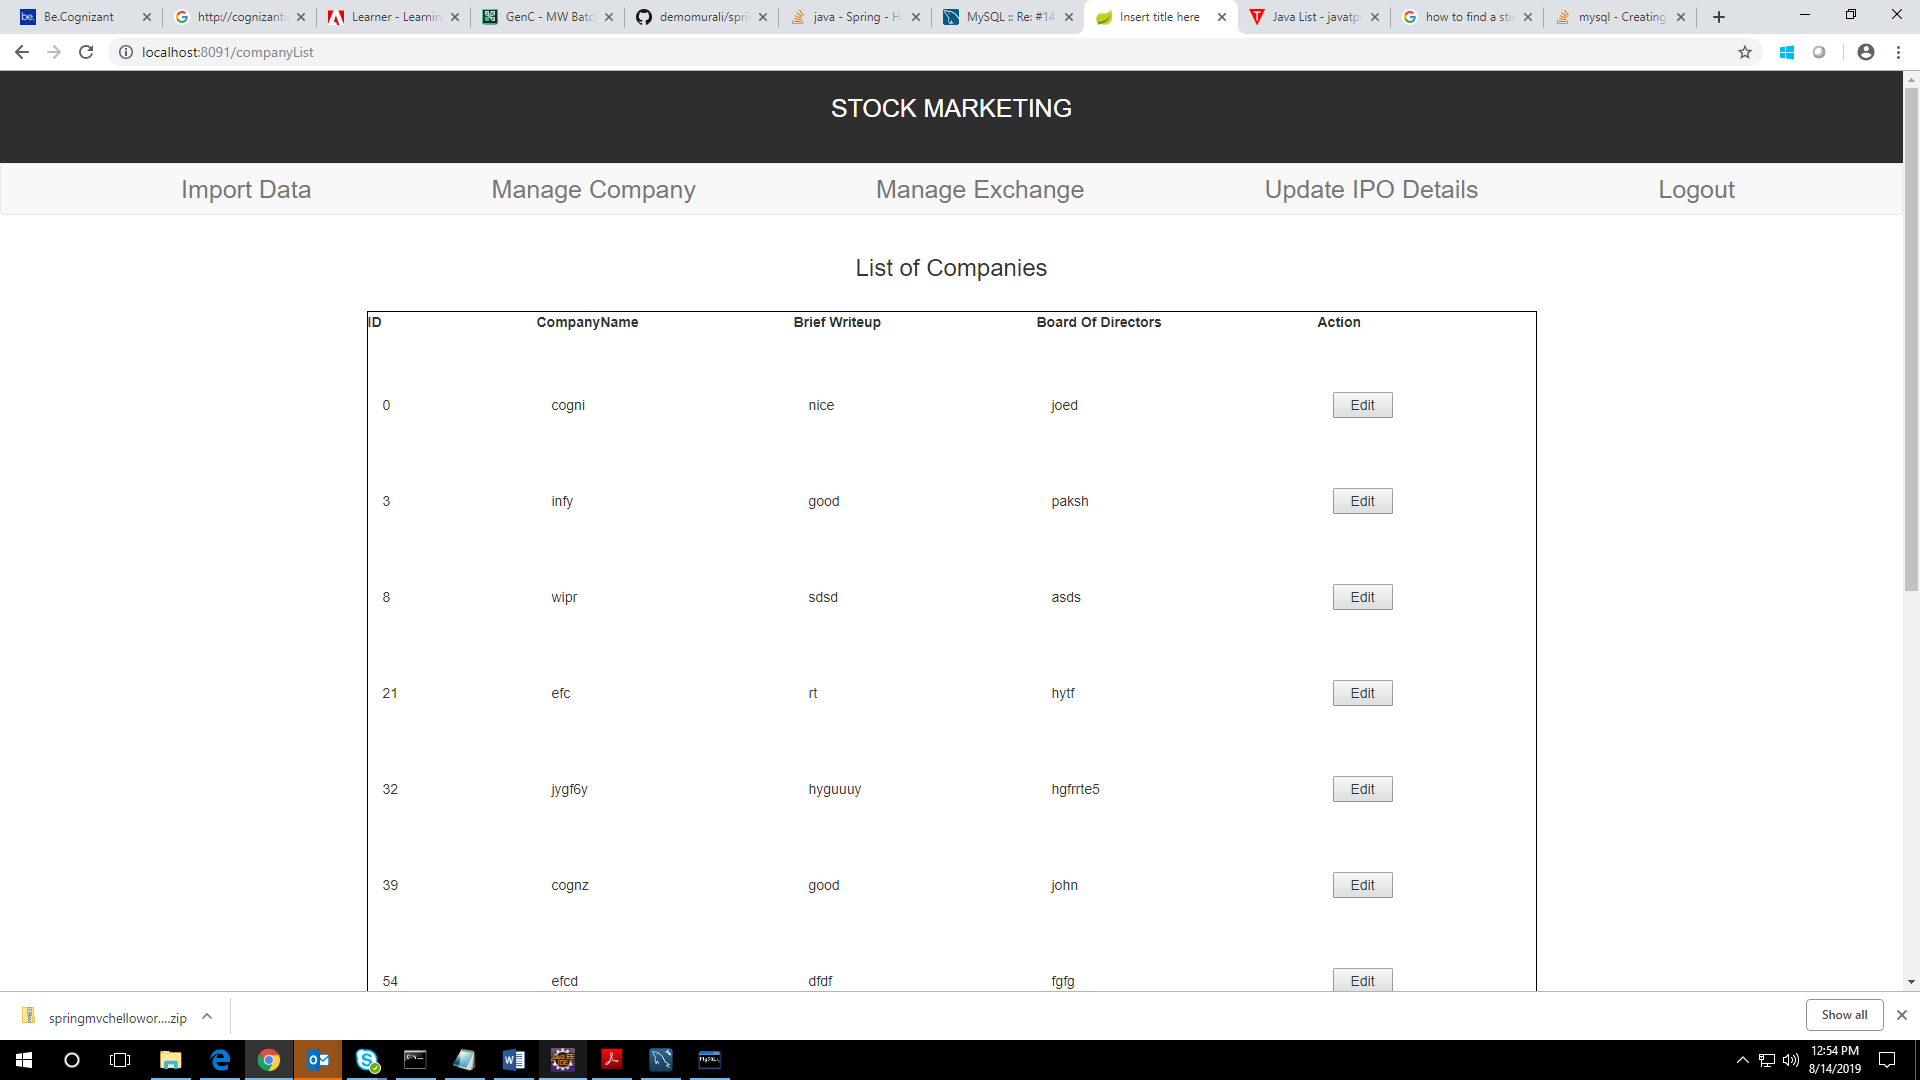 Be.Cognizant
http://cognizanti
Learner - Learnin
GenC - MW Batc
demomurali/spri
java - Spring - H
MySQL :: Re: #14
Insert title here
Java List - javatp
how to find a sti
mysql - Creating
localhost:8091/companyList
STOCK MARKETING
Import Data Manage Company Manage Exchange Update IPO Details Logout
List of Companies
ID CompanyName Brief Writeup Board Of Directors Action
0 cogni nice joed Edit
3 infy good paksh Edit
8 wipr sdsd asds Edit
21 efc rt hytf Edit
32 jygf6y hyguuuy hgfrrte5 Edit
39 cognz good john Edit
54 efcd dfdf fgfg Edit
springmvchellowor....zip
Show all
12:54 PM
8/14/2019